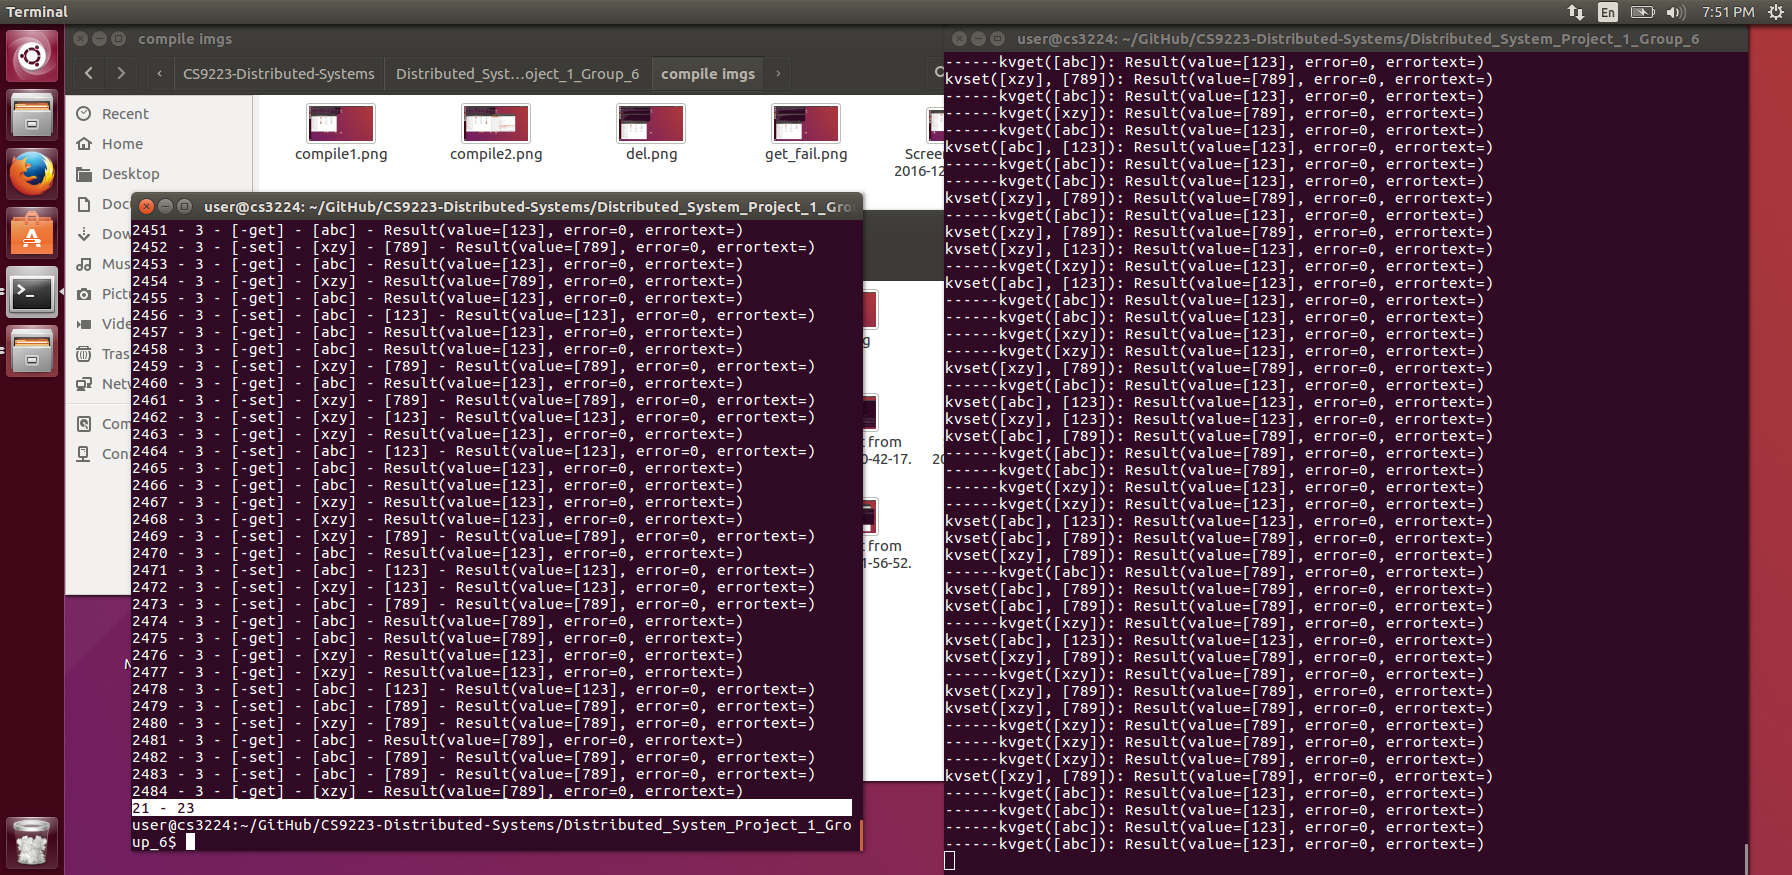 Terminal
En
7:51 PM
compile imgs
CS9223-Distributed-Systems
Distributed_Syst...oject_1_Group_6
compile imgs
Recent
Home
Desktop
compile1.png
compile2.png
del.png
get_fail.png
Screen
2016-12
from
0-42-17.
20
from
1-56-52.
user@cs3224: ~/GitHub/CS9223-Distributed-Systems/Distributed_System_Project_1_Gro
2451 - 3 - [-get] - [abc] - Result(value=[123], error=0, errortext=)
2452 - 3 - [-set] - [xzy] - [789] - Result(value=[789], error=0, errortext=)
2453 - 3 - [-get] - [abc] - Result(value=[123], error=0, errortext=)
2454 - 3 - [-get] - [xzy] - Result(value=[789], error=0, errortext=)
2455 - 3 - [-get] - [abc] - Result(value=[123], error=0, errortext=)
2456 - 3 - [-set] - [abc] - [123] - Result(value=[123], error=0, errortext=)
2457 - 3 - [-get] - [abc] - Result(value=[123], error=0, errortext=)
2458 - 3 - [-get] - [abc] - Result(value=[123], error=0, errortext=)
2459 - 3 - [-set] - [xzy] - [789] - Result(value=[789], error=0, errortext=)
2460 - 3 - [-get] - [abc] - Result(value=[123], error=0, errortext=)
2461 - 3 - [-set] - [xzy] - [789] - Result(value=[789], error=0, errortext=)
2462 - 3 - [-set] - [xzy] - [123] - Result(value=[123], error=0, errortext=)
2463 - 3 - [-get] - [xzy] - Result(value=[123], error=0, errortext=)
2464 - 3 - [-set] - [abc] - [123] - Result(value=[123], error=0, errortext=)
2465 - 3 - [-get] - [abc] - Result(value=[123], error=0, errortext=)
2466 - 3 - [-get] - [abc] - Result(value=[123], error=0, errortext=)
2467 - 3 - [-get] - [xzy] - Result(value=[123], error=0, errortext=)
2468 - 3 - [-get] - [xzy] - Result(value=[123], error=0, errortext=)
2469 - 3 - [-set] - [xzy] - [789] - Result(value=[789], error=0, errortext=)
2470 - 3 - [-get] - [abc] - Result(value=[123], error=0, errortext=)
2471 - 3 - [-set] - [abc] - [123] - Result(value=[123], error=0, errortext=)
2472 - 3 - [-set] - [xzy] - [123] - Result(value=[123], error=0, errortext=)
2473 - 3 - [-set] - [abc] - [789] - Result(value=[789], error=0, errortext=)
2474 - 3 - [-get] - [abc] - Result(value=[789], error=0, errortext=)
2475 - 3 - [-get] - [abc] - Result(value=[789], error=0, errortext=)
2476 - 3 - [-get] - [xzy] - Result(value=[123], error=0, errortext=)
2477 - 3 - [-get] - [xzy] - Result(value=[123], error=0, errortext=)
2478 - 3 - [-set] - [abc] - [123] - Result(value=[123], error=0, errortext=)
2479 - 3 - [-set] - [abc] - [789] - Result(value=[789], error=0, errortext=)
2480 - 3 - [-set] - [xzy] - [789] - Result(value=[789], error=0, errortext=)
2481 - 3 - [-get] - [abc] - Result(value=[789], error=0, errortext=)
2482 - 3 - [-set] - [abc] - [789] - Result(value=[789], error=0, errortext=)
2483 - 3 - [-set] - [abc] - [789] - Result(value=[789], error=0, errortext=)
2484 - 3 - [-get] - [xzy] - Result(value=[789], error=0, errortext=)
21 - 23
user@cs3224:~/GitHub/CS9223-Distributed-Systems/Distributed_System_Project_1_Gro
up_6$
user@cs3224: ~/GitHub/CS9223-Distributed-Systems/Distributed_System_Project_1_Group_6
------kvget([abc]): Result(value=[123], error=0, errortext=)
kvset([xzy], [789]): Result(value=[789], error=0, errortext=)
------kvget([abc]): Result(value=[123], error=0, errortext=)
------kvget([xzy]): Result(value=[789], error=0, errortext=)
------kvget([abc]): Result(value=[123], error=0, errortext=)
kvset([abc], [123]): Result(value=[123], error=0, errortext=)
------kvget([abc]): Result(value=[123], error=0, errortext=)
------kvget([abc]): Result(value=[123], error=0, errortext=)
kvset([xzy], [789]): Result(value=[789], error=0, errortext=)
------kvget([abc]): Result(value=[123], error=0, errortext=)
kvset([xzy], [789]): Result(value=[789], error=0, errortext=)
kvset([xzy], [123]): Result(value=[123], error=0, errortext=)
------kvget([xzy]): Result(value=[123], error=0, errortext=)
kvset([abc], [123]): Result(value=[123], error=0, errortext=)
------kvget([abc]): Result(value=[123], error=0, errortext=)
------kvget([abc]): Result(value=[123], error=0, errortext=)
------kvget([xzy]): Result(value=[123], error=0, errortext=)
------kvget([xzy]): Result(value=[123], error=0, errortext=)
kvset([xzy], [789]): Result(value=[789], error=0, errortext=)
------kvget([abc]): Result(value=[123], error=0, errortext=)
kvset([abc], [123]): Result(value=[123], error=0, errortext=)
kvset([xzy], [123]): Result(value=[123], error=0, errortext=)
kvset([abc], [789]): Result(value=[789], error=0, errortext=)
------kvget([abc]): Result(value=[789], error=0, errortext=)
------kvget([abc]): Result(value=[789], error=0, errortext=)
------kvget([xzy]): Result(value=[123], error=0, errortext=)
------kvget([xzy]): Result(value=[123], error=0, errortext=)
kvset([abc], [123]): Result(value=[123], error=0, errortext=)
kvset([abc], [789]): Result(value=[789], error=0, errortext=)
kvset([xzy], [789]): Result(value=[789], error=0, errortext=)
------kvget([abc]): Result(value=[789], error=0, errortext=)
kvset([abc], [789]): Result(value=[789], error=0, errortext=)
kvset([abc], [789]): Result(value=[789], error=0, errortext=)
------kvget([xzy]): Result(value=[789], error=0, errortext=)
kvset([abc], [123]): Result(value=[123], error=0, errortext=)
kvset([xzy], [789]): Result(value=[789], error=0, errortext=)
------kvget([xzy]): Result(value=[789], error=0, errortext=)
kvset([xzy], [789]): Result(value=[789], error=0, errortext=)
kvset([xzy], [789]): Result(value=[789], error=0, errortext=)
------kvget([xzy]): Result(value=[789], error=0, errortext=)
------kvget([xzy]): Result(value=[789], error=0, errortext=)
------kvget([xzy]): Result(value=[789], error=0, errortext=)
kvset([xzy], [789]): Result(value=[789], error=0, errortext=)
------kvget([abc]): Result(value=[123], error=0, errortext=)
------kvget([abc]): Result(value=[123], error=0, errortext=)
------kvget([xzy]): Result(value=[789], error=0, errortext=)
------kvget([abc]): Result(value=[123], error=0, errortext=)